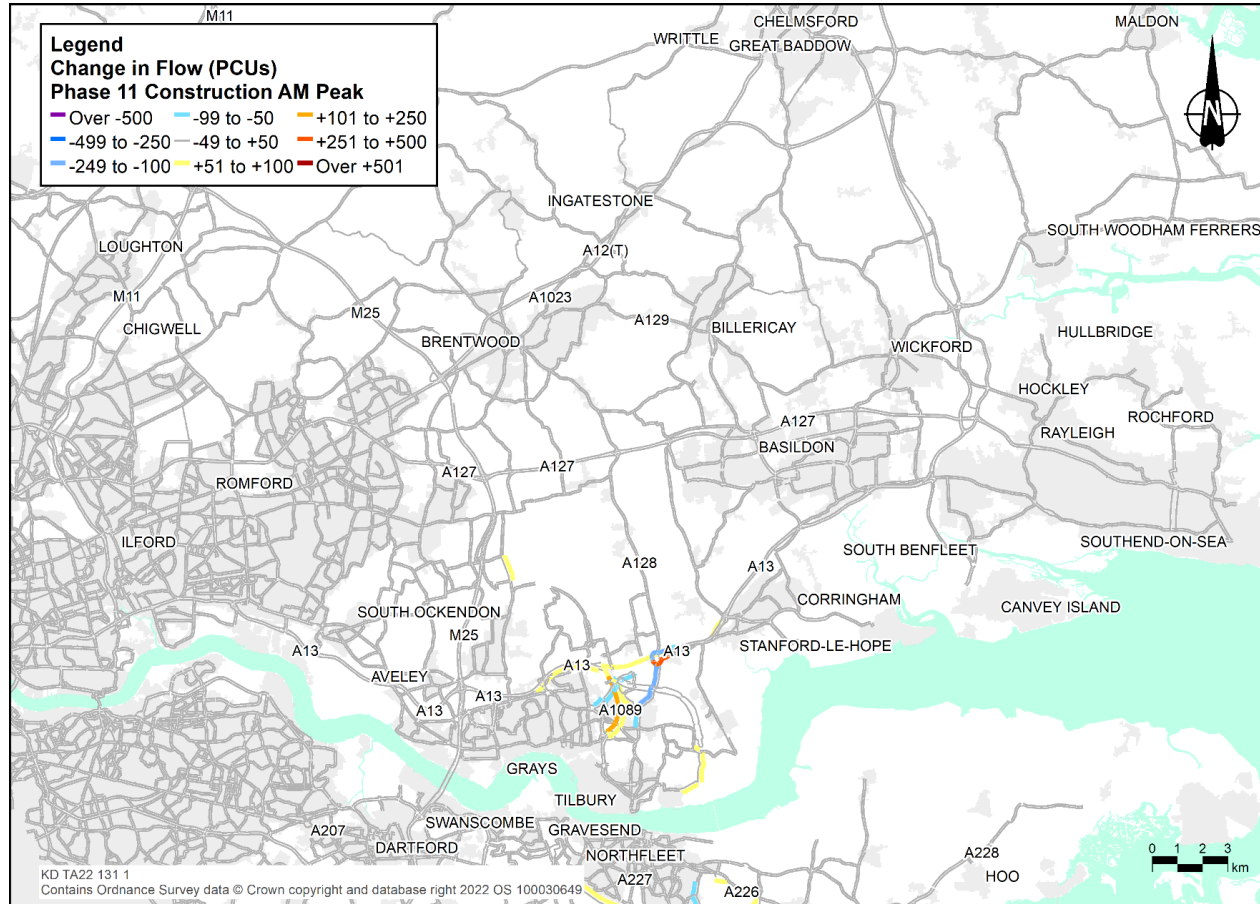 M11
CHELMSFORD
MALDON
WRITTLE
GREAT BADDOW
Legend
Change in Flow (PCUs)
Phase 11 Construction AM Peak
Over -500 -99 to -50 +101 to +250
-499 to -250 -49 to +50 +251 to +500
-249 to -100 +51 to +100 Over +501
N
INGATESTONE
SOUTH WOODHAM FERRERS
LOUGHTON
A12(T)
M11
A1023
M25
CHIGWELL
A129
BILLERICAY
HULLBRIDGE
BRENTWOOD
WICKFORD
HOCKLEY
ROCHFORD
A127
RAYLEIGH
BASILDON
A127
A127
ROMFORD
ILFORD
SOUTHEND-ON-SEA
SOUTH BENFLEET
A128
A13
CORRINGHAM
CANVEY ISLAND
SOUTH OCKENDON
M25
STANFORD-LE-HOPE
A13
A13
A13
AVELEY
A13
A13
A1089
GRAYS
TILBURY
SWANSCOMBE
GRAVESEND
A207
DARTFORD
NORTHFLEET
A228
HOO
A227
A226
0 1 2 3
km
KD TA22 131 1
Contains Ordnance Survey data © Crown copyright and database right 2022 OS 100030649